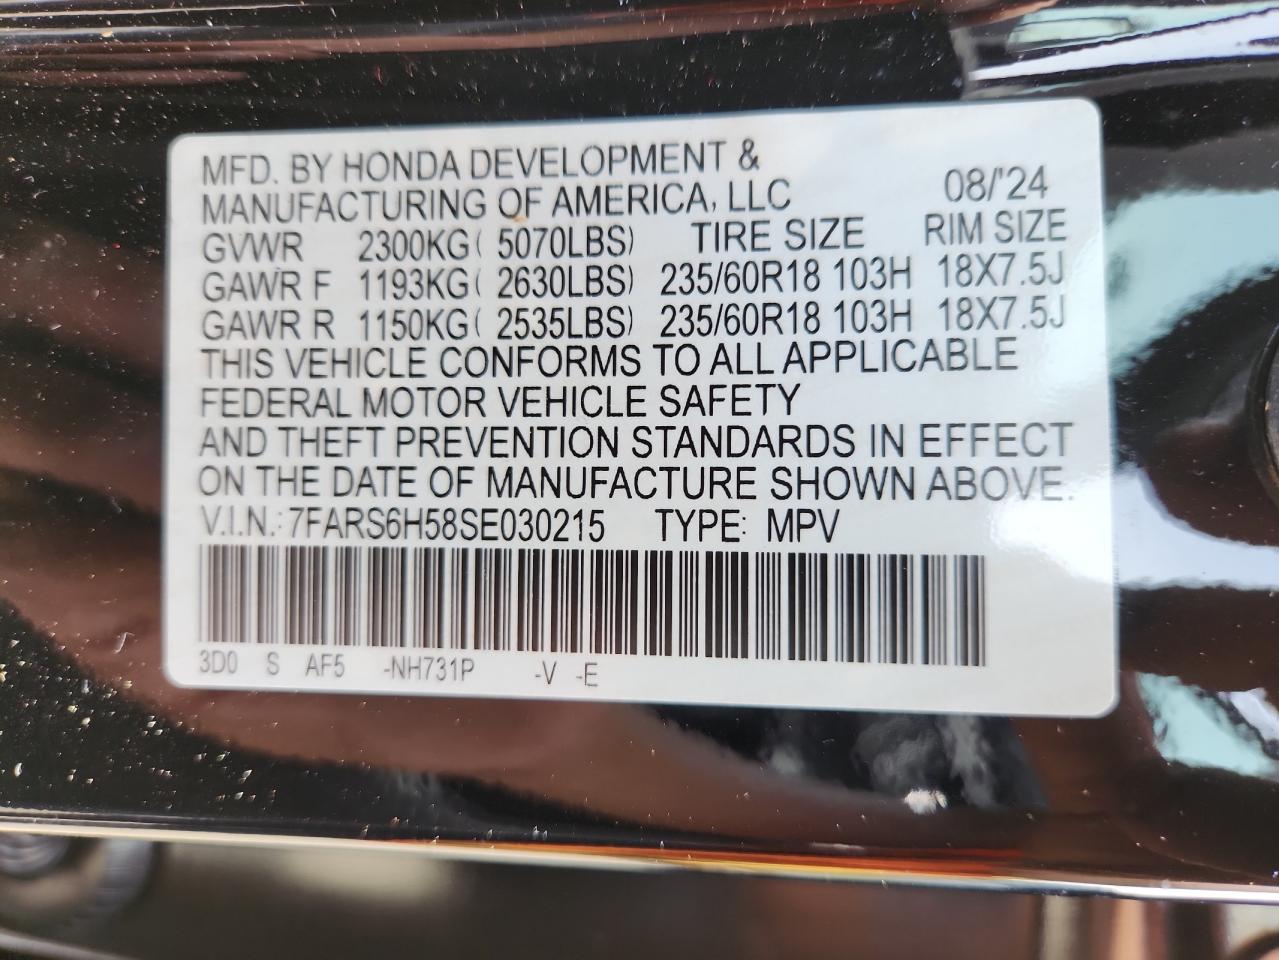 MFD. BY HONDA DEVELOPMENT &
MANUFACTURING OF AMERICA, LLC 08/'24
GVWR 2300KG( 5070LBS) TIRE SIZE RIM SIZE
GAWR F 1193KG( 2630LBS) 235/60R18 103H 18X7.5J
GAWR R 1150KG( 2535LBS) 235/60R18 103H 18X7.5J
THIS VEHICLE CONFORMS TO ALL APPLICABLE
FEDERAL MOTOR VEHICLE SAFETY
AND THEFT PREVENTION STANDARDS IN EFFECT
ON THE DATE OF MANUFACTURE SHOWN ABOVE.
V.I.N.: 7FARS6H58SE030215 TYPE: MPV
3D0 S AF5 -NH731P -V -E